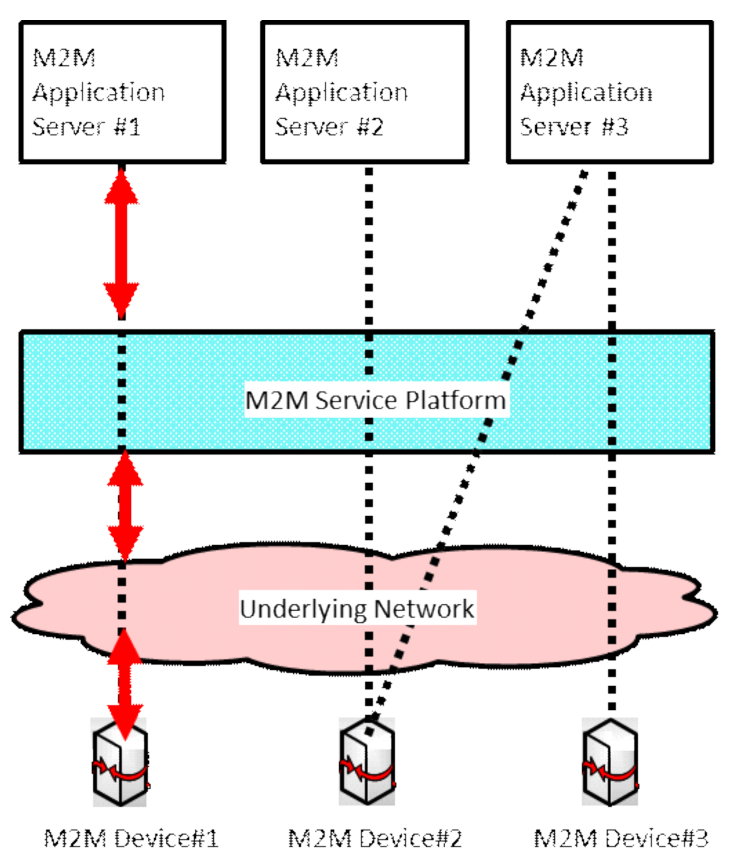 M2M
Application
Server #1
M2M
Application
Server #2
M2M
Application
Server #3
M2M Service Platform
Underlying Network
M2M Device#1
M2M Device#2
M2M Device#3